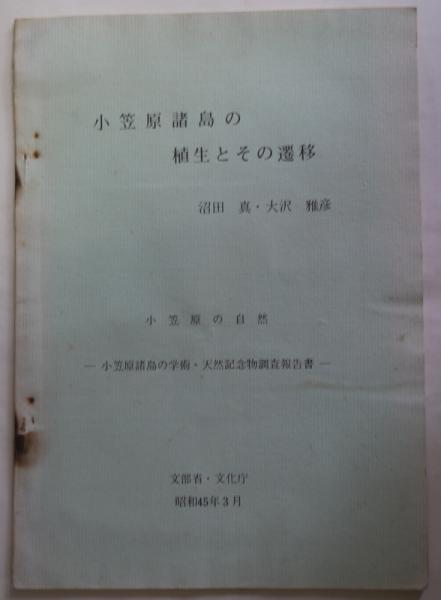 小笠原諸島の
植生とその遷移
沼田 真・大沢 雅彦
小笠原の自然
― 小笠原諸島の学術・天然記念物調査報告書 ―
文部省・文化庁
昭和45年3月